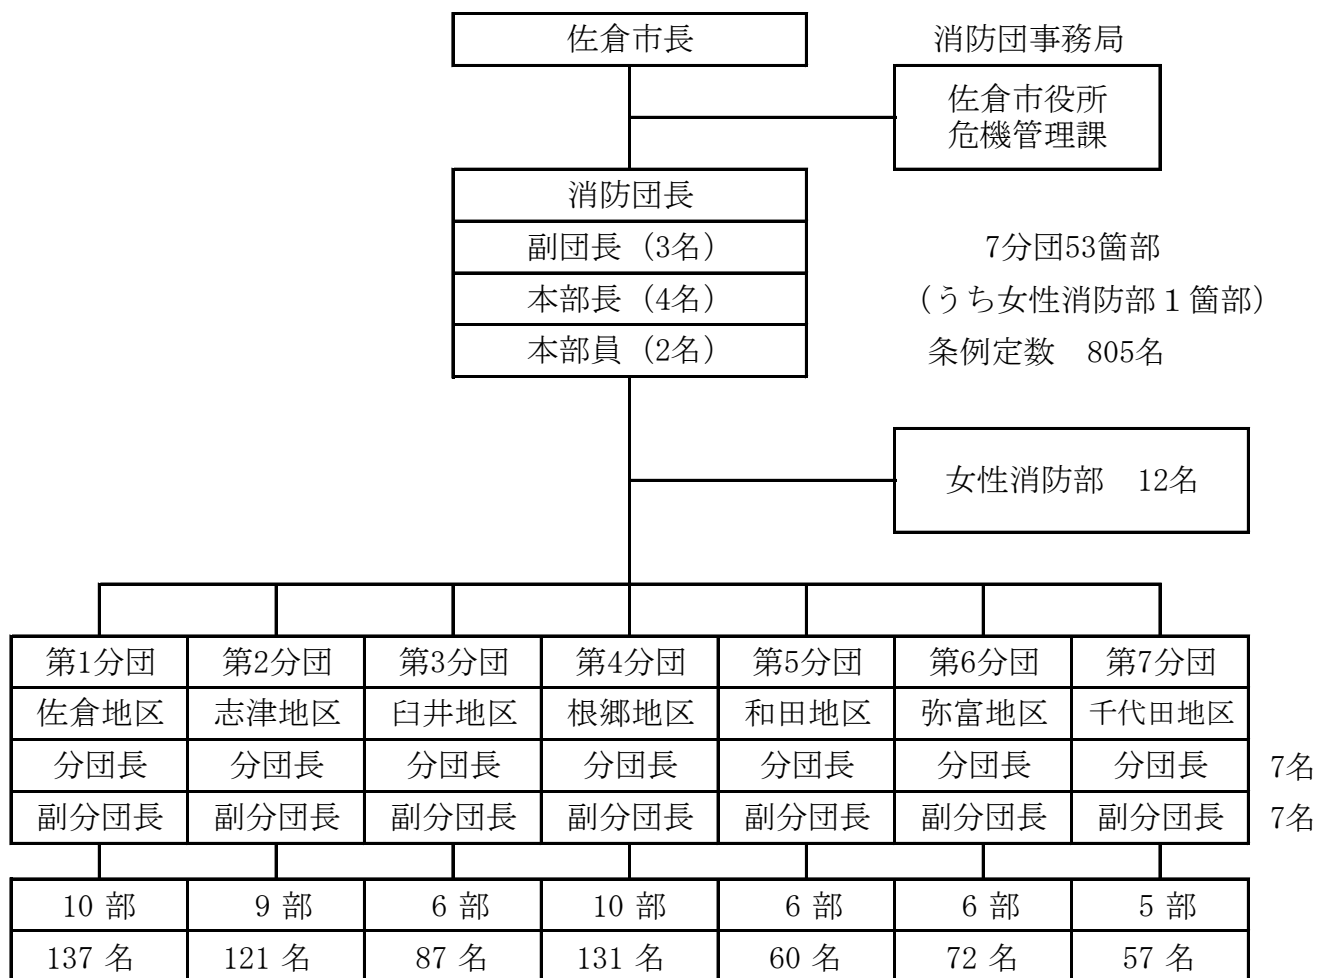 佐倉市長
消防団事務局
佐倉市役所
危機管理課
消防団長
副団長（3名）
本部長（4名）
本部員（2名）
7分団53箇部
（うち女性消防部１箇部）
条例定数　805名
女性消防部　12名
第1分団 第2分団 第3分団 第4分団 第5分団 第6分団 第7分団
佐倉地区 志津地区 臼井地区 根郷地区 和田地区 弥富地区 千代田地区
分団長 分団長 分団長 分団長 分団長 分団長 分団長 7名
副分団長 副分団長 副分団長 副分団長 副分団長 副分団長 副分団長 7名
10 部 9 部 6 部 10 部 6 部 6 部 5 部
137 名 121 名 87 名 131 名 60 名 72 名 57 名